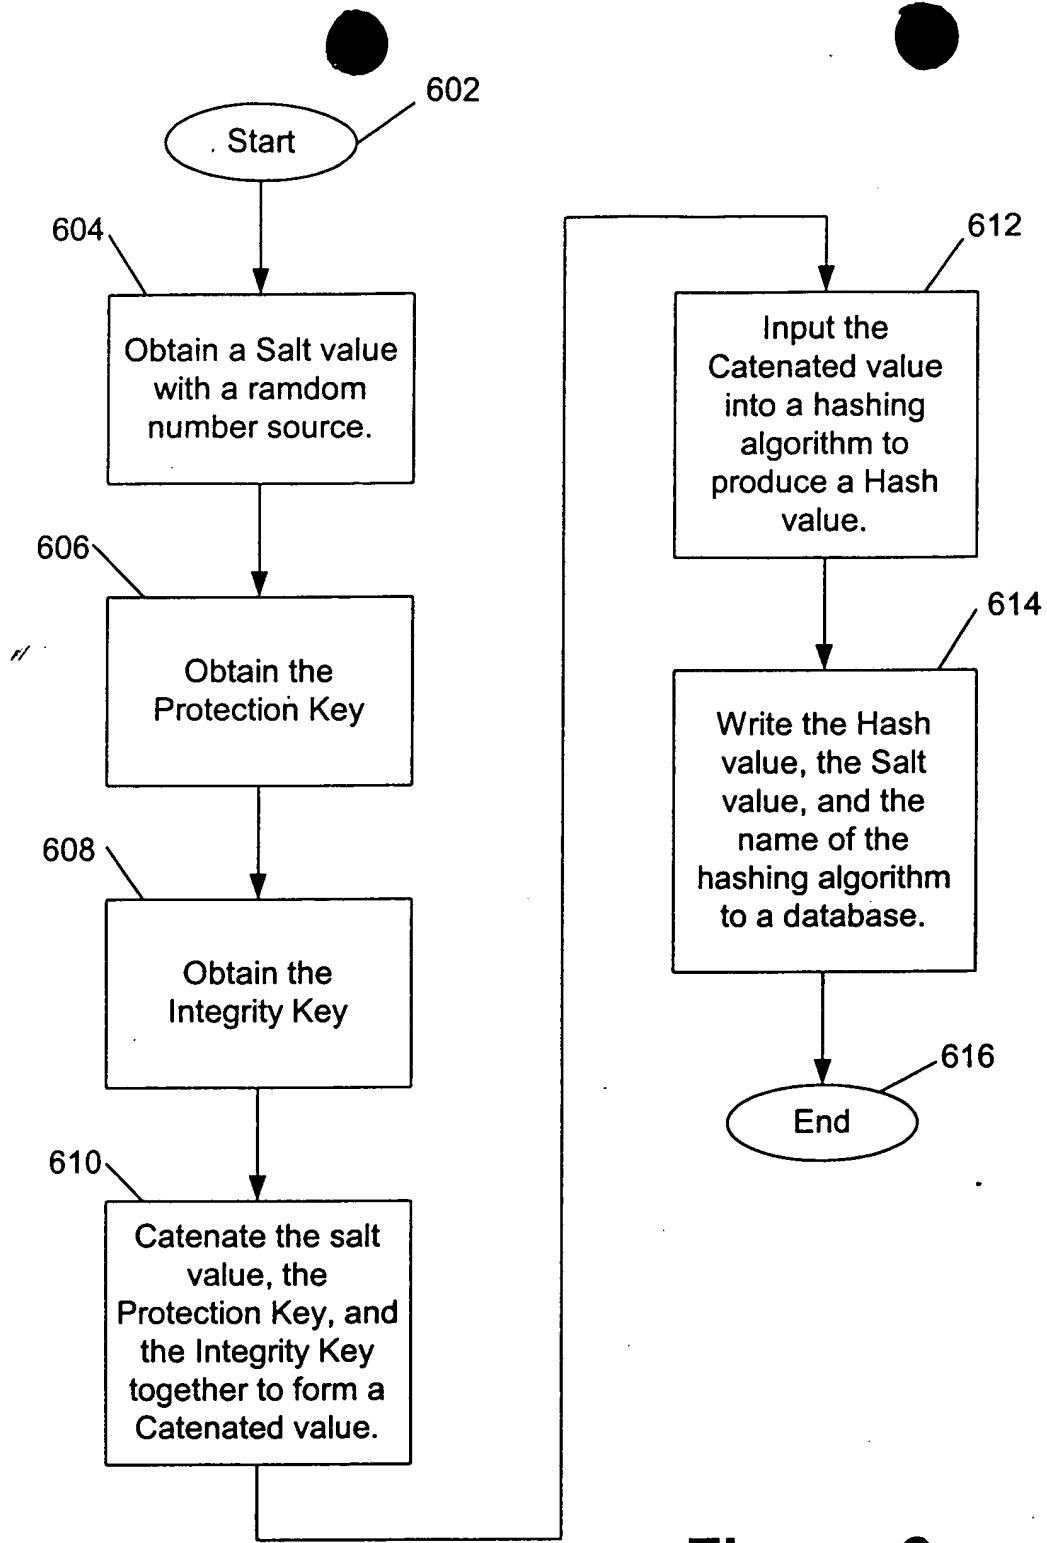 602
Start
604
Obtain a Salt value
with a ramdom
number source.
606
Obtain the
Protection Key
608
Obtain the
Integrity Key
610
Catenate the salt
value, the
Protection Key, and
the Integrity Key
together to form a
Catenated value.
612
Input the
Catenated value
into a hashing
algorithm to
produce a Hash
value.
614
Write the Hash
value, the Salt
value, and the
name of the
hashing algorithm
to a database.
616
End